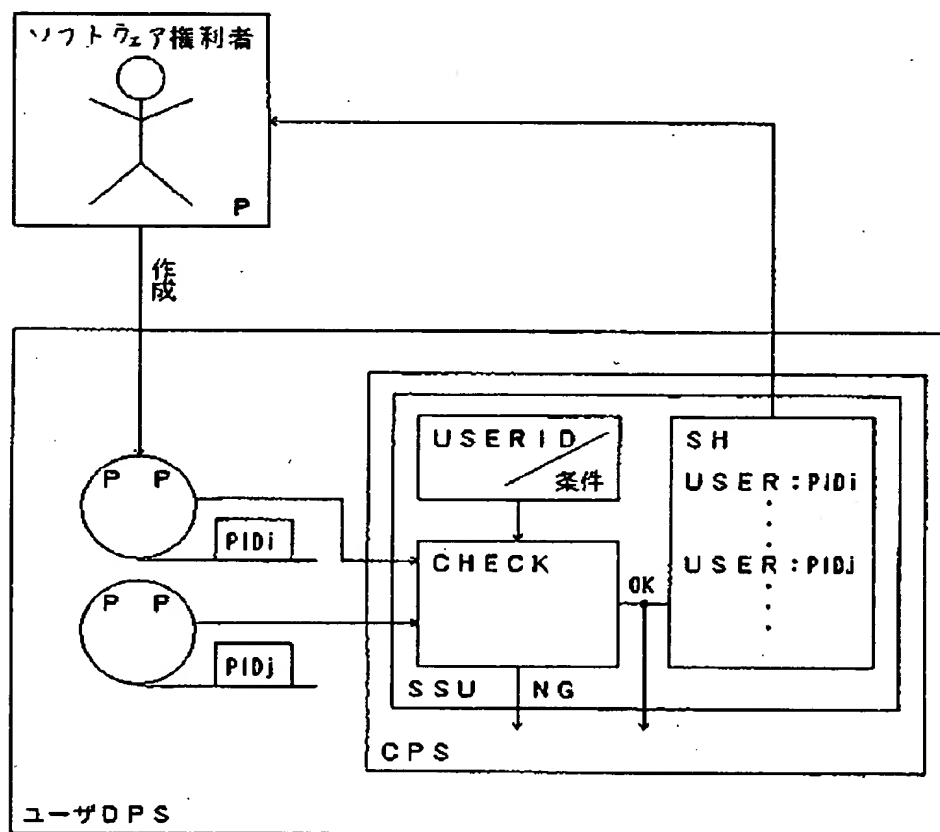 ソフトウェア権利者
P
作成
USERID
条件
SH
USER:PIDi
USER:PIDj
P P
PIDi
CHECK
OK
P P
PIDj
SSU
NG
CPS
ユーザDPS